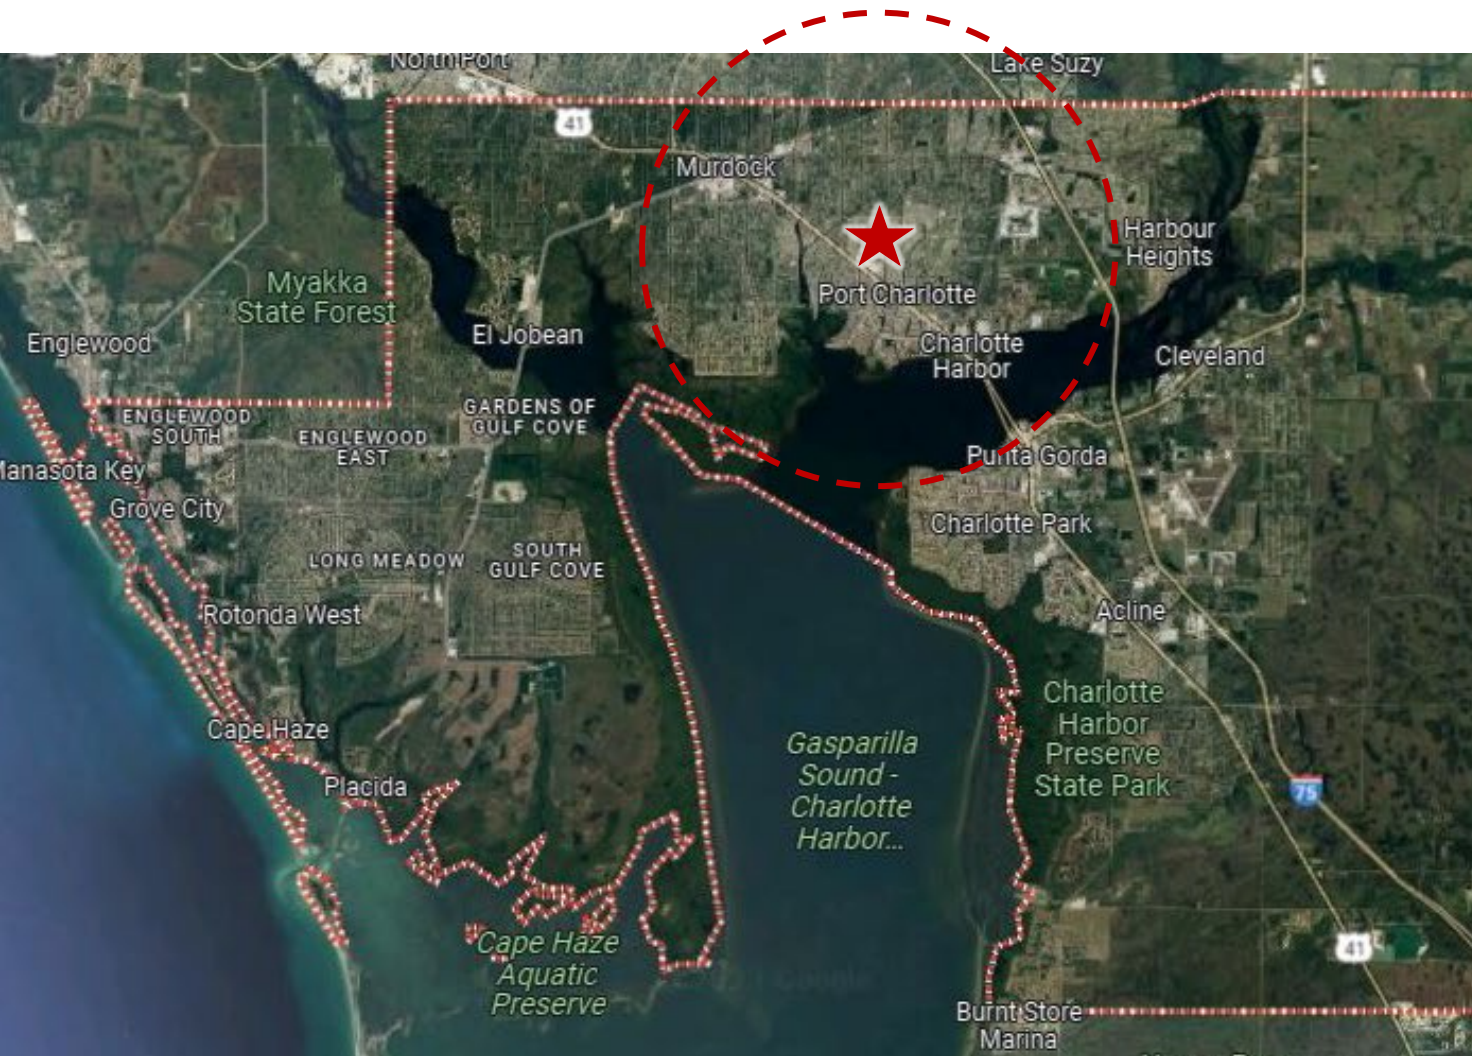 North Port
Lake Suzy
41
Murdock
Harbour
Heights
Myakka
State Forest
Port Charlotte
El Jobean
Englewood
Charlotte
Harbor
Cleveland
ENGLEWOOD
SOUTH
GARDENS OF
GULF COVE
ENGLEWOOD
EAST
Manasota Key
Punta Gorda
Grove City
Charlotte Park
LONG MEADOW
SOUTH
GULF COVE
Rotonda West
Acline
Charlotte
Harbor
Preserve
State Park
Cape Haze
Gasparilla
Sound -
Charlotte
Harbor...
Placida
75
Cape Haze
Aquatic
Preserve
41
Google
Burnt Store
Marina